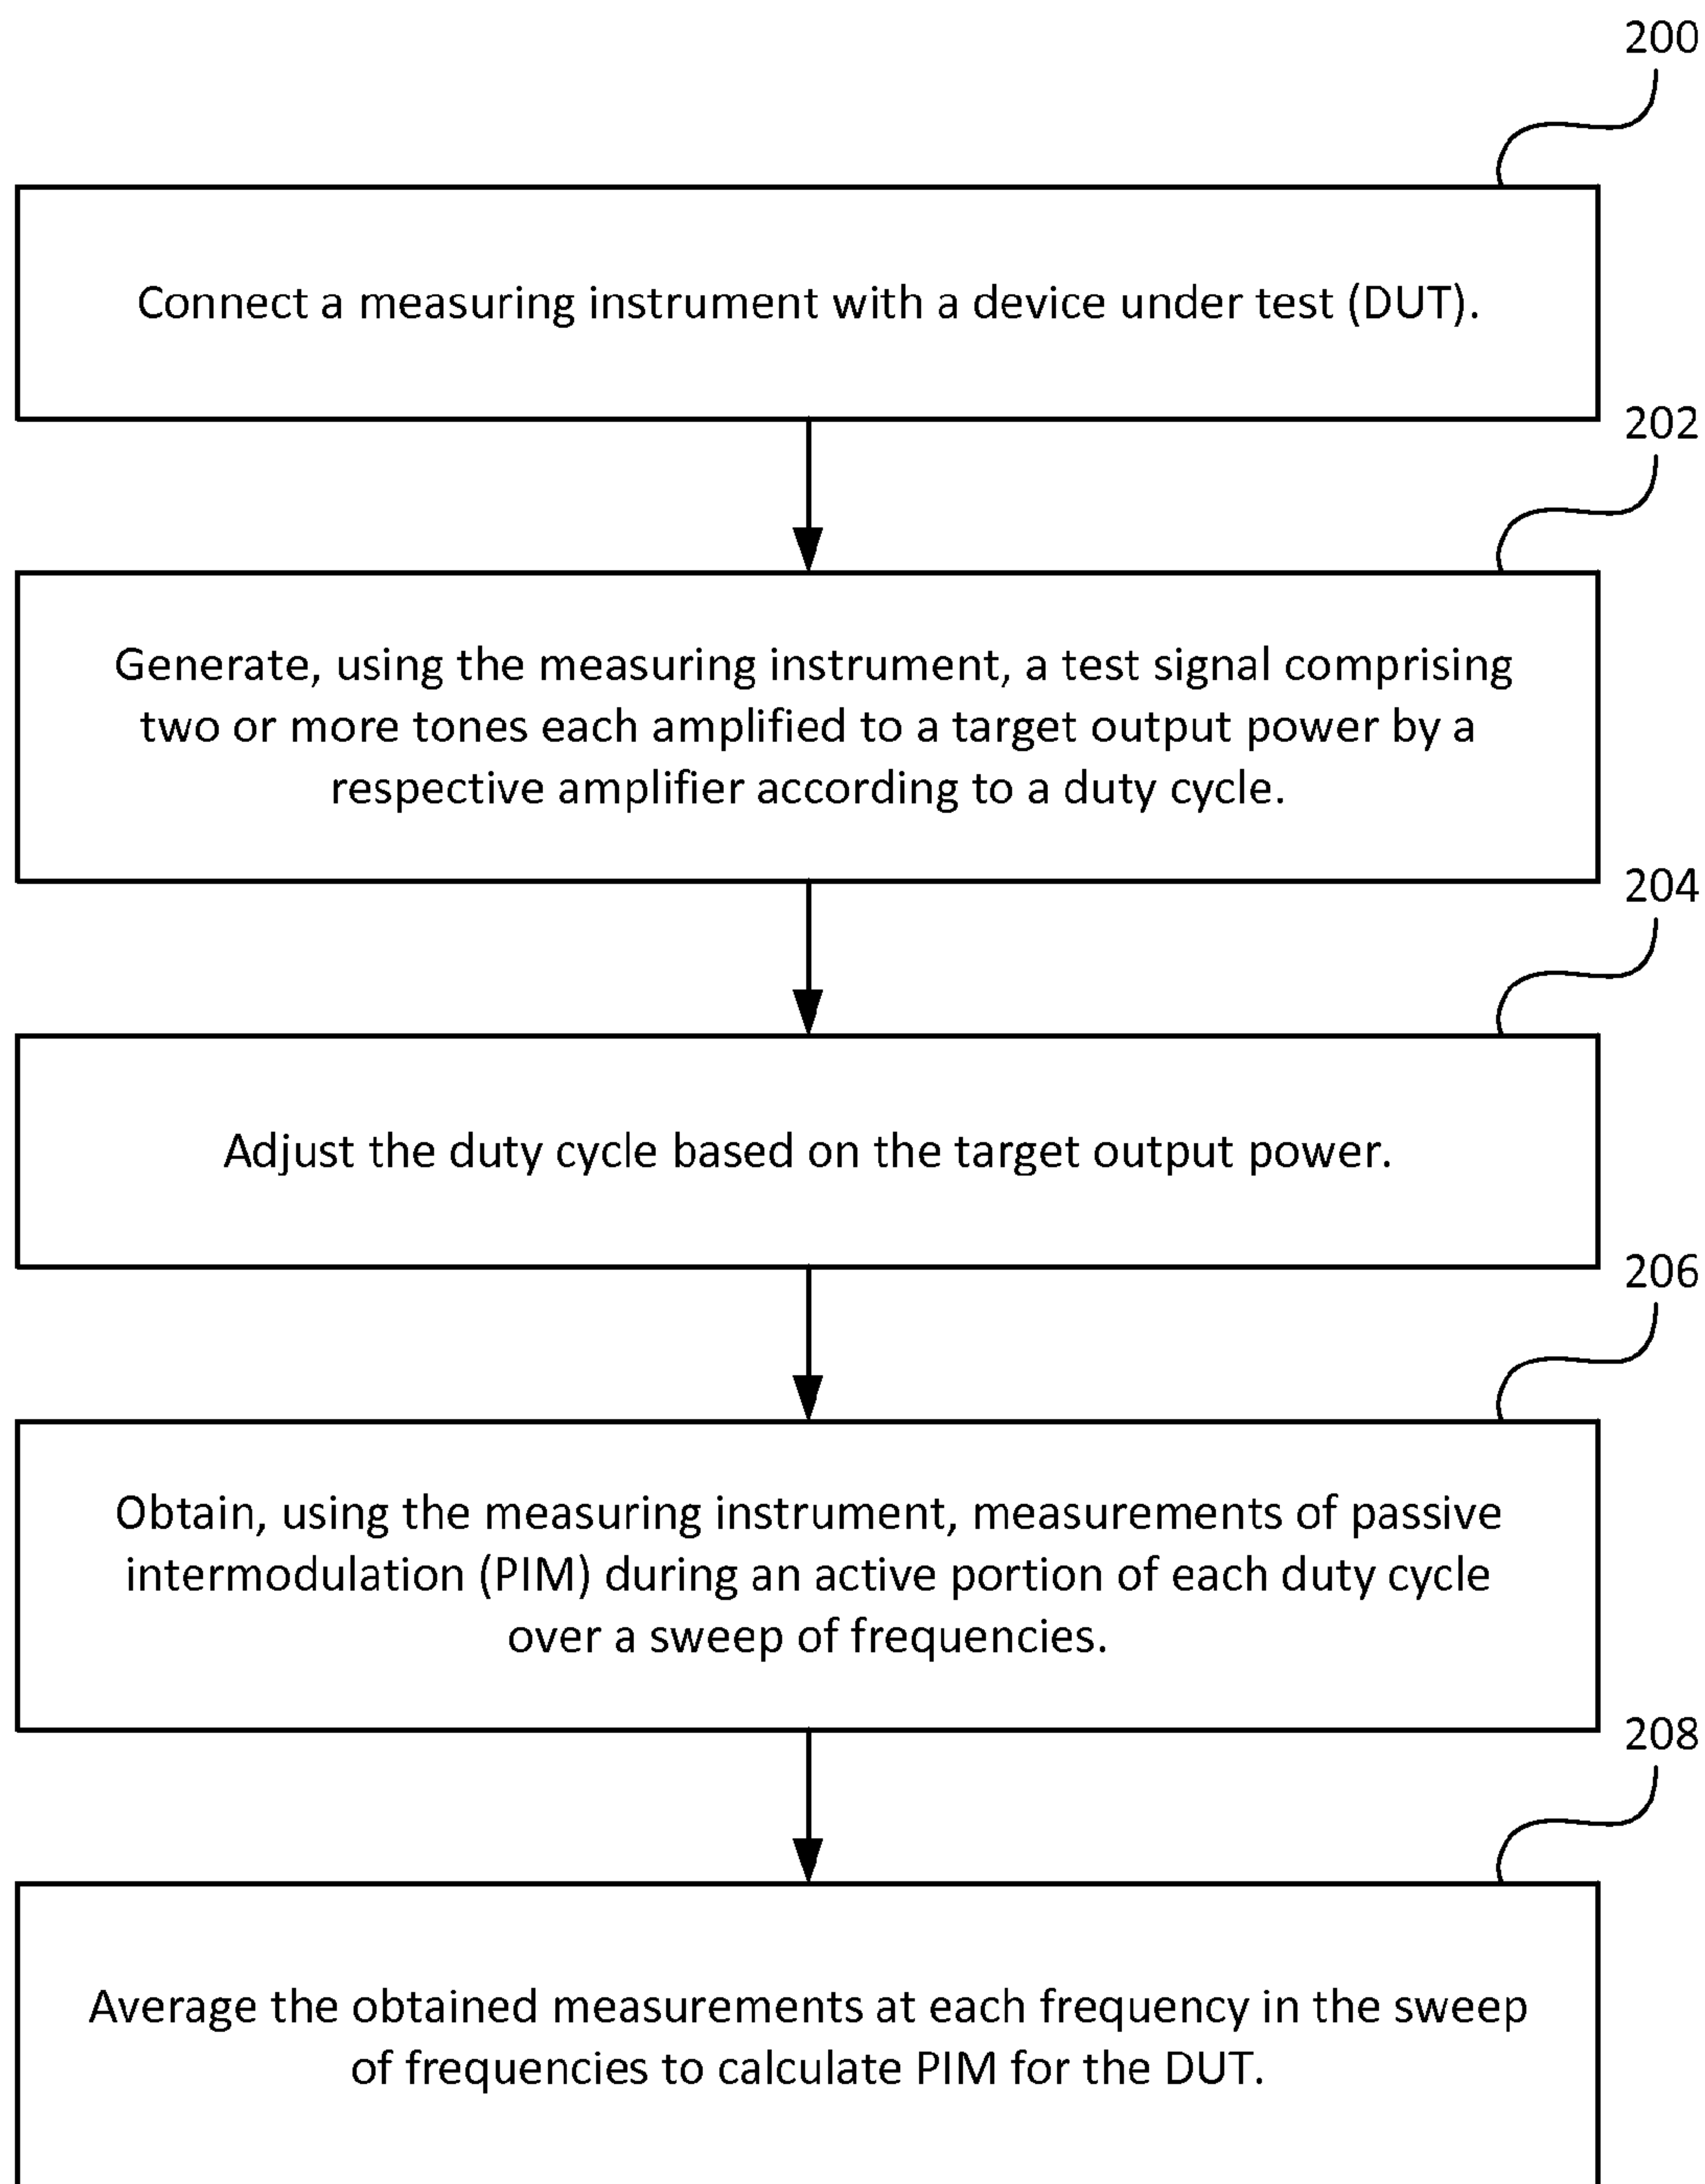 200
Connect a measuring instrument with a device under test (DUT).
202
Generate, using the measuring instrument, a test signal comprising
two or more tones each amplified to a target output power by a
respective amplifier according to a duty cycle.
204
Adjust the duty cycle based on the target output power.
206
Obtain, using the measuring instrument, measurements of passive
intermodulation (PIM) during an active portion of each duty cycle
over a sweep of frequencies.
208
Average the obtained measurements at each frequency in the sweep
of frequencies to calculate PIM for the DUT.